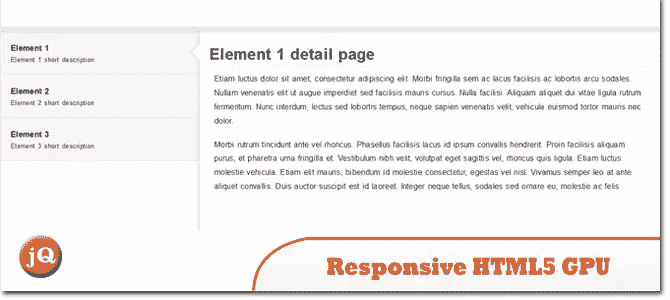 Element 1
Element 1 short description
Element 2
Element 2 short description
Element 3
Element 3 short description
Element 1 detail page
Etiam luctus dolor sit amet, consectetur adipiscing elit. Morbi fringilla sem ac lacus facilisis ac lobortis arcu sodales.
Nullam venenatis elit ut augue imperdiet sed facilisis mauris cursus. Nulla facilisi. Aliquam aliquet dui vitae ligula rutrum
fermentum. Nunc interdum, lectus sed lobortis tempus, neque sapien venenatis velit, vehicula euismod tortor mauris nec
dolor.
Morbi rutrum tincidunt ante vel rhoncus. Phasellus facilisis lacus id ipsum convallis hendrerit. Proin facilisis aliquam
purus, et pharetra urna fringilla et. Vestibulum nibh velit, volutpat eget sagittis vel, rhoncus quis ligula. Etiam luctus
molestie vehicula. Etiam elit mauris, bibendum id molestie consectetur, egestas vel nisl. Vivamus semper leo at ante
aliquet convallis. Duis auctor suscipit est id laoreet. Integer neque tellus, sodales sed ornare eu, molestie ac felis
jQ
Responsive HTML5 GPU